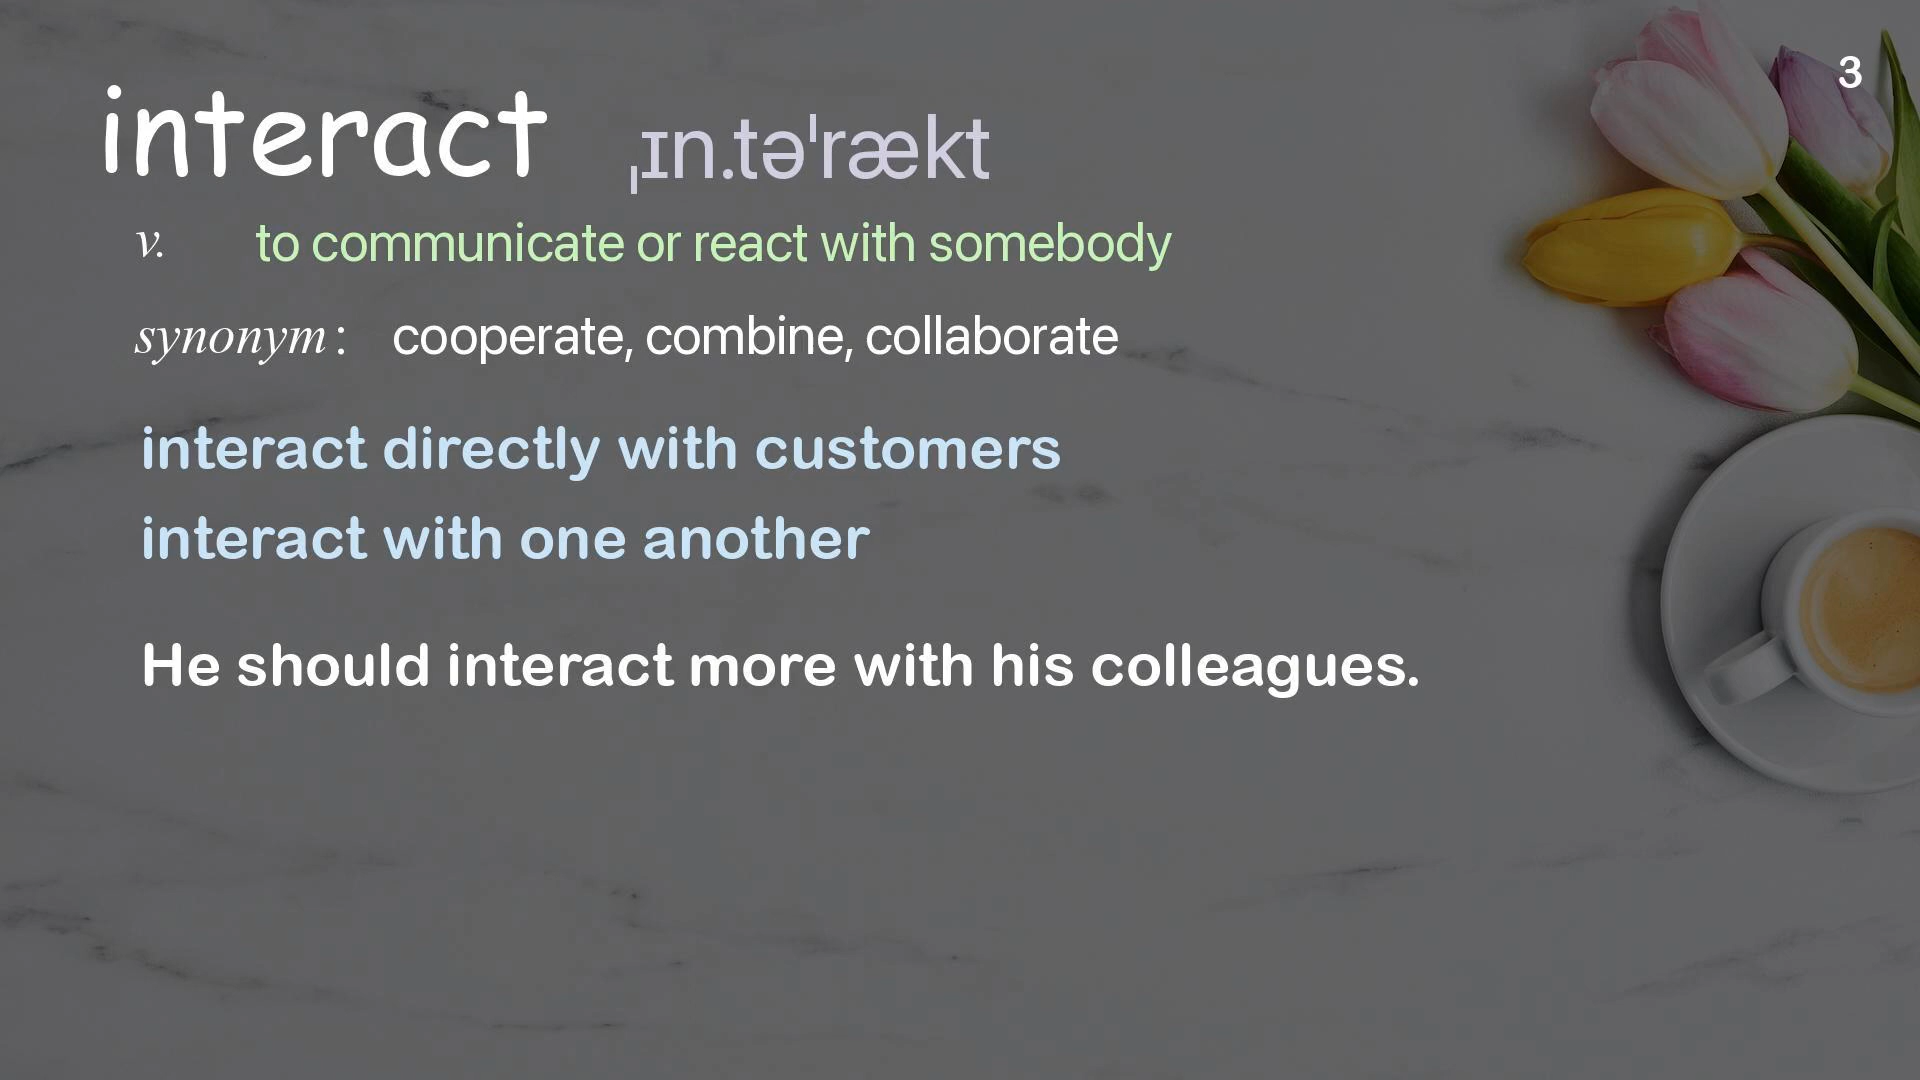 3
interact ˌɪn.təˈrækt
v. to communicate or react with somebody
synonym: cooperate, combine, collaborate
interact directly with customers
interact with one another
He should interact more with his colleagues.